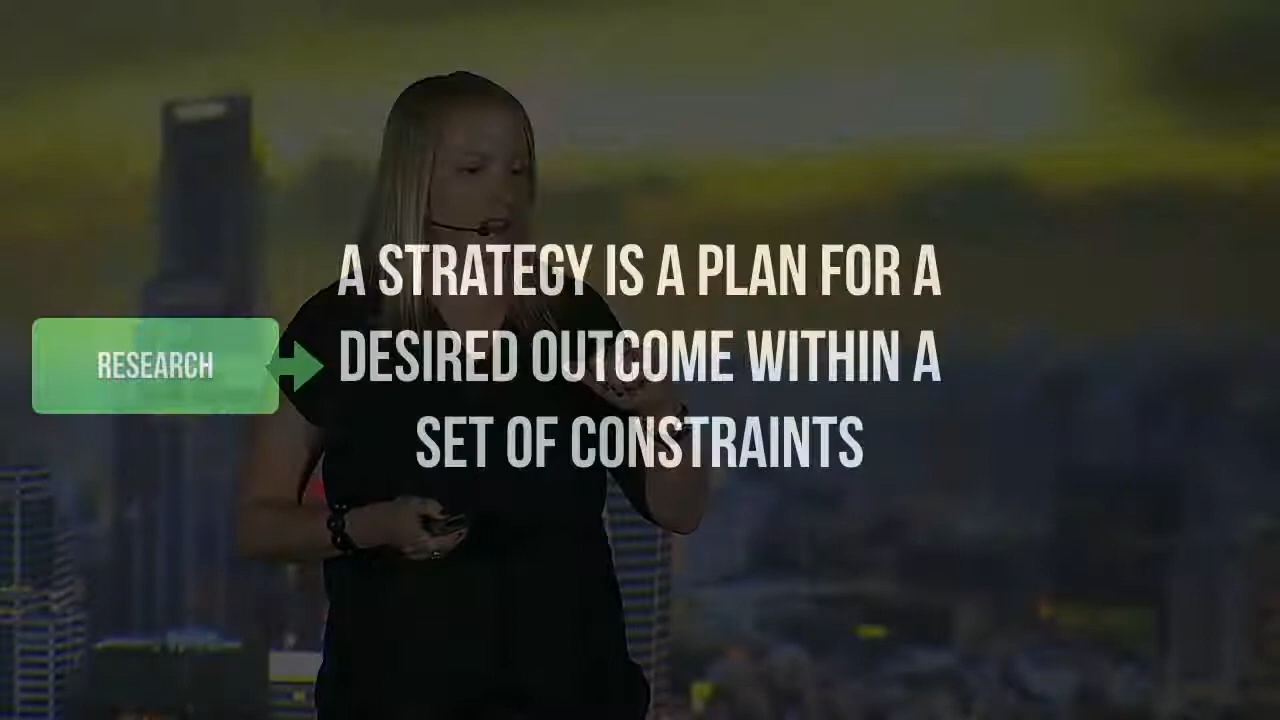 A STRATEGY IS A PLAN FOR A
DESIRED OUTCOME WITHIN A
SET OF CONSTRAINTS
RESEARCH